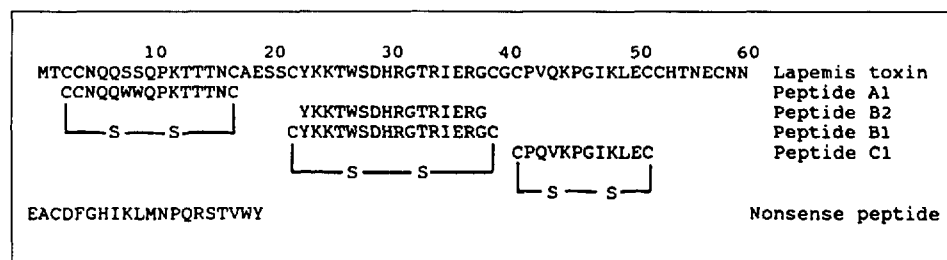 10 20 30 40 50 60
MTCCNQQSSQPKTTTNCAESSCYKKTWSDHRGTRIERGCGCPVQKPGIKLECCHTNECNN Lapemis toxin
CCNQQWWQPKTTTNC Peptide A1
YKKTWSDHRGTRIERG Peptide B2
CYKKTWSDHRGTRIERGC Peptide B1
CPQVKPGIKLEC Peptide C1
S S
S S
S S
EACDFGHIKLMNPQRSTVWY Nonsense peptide